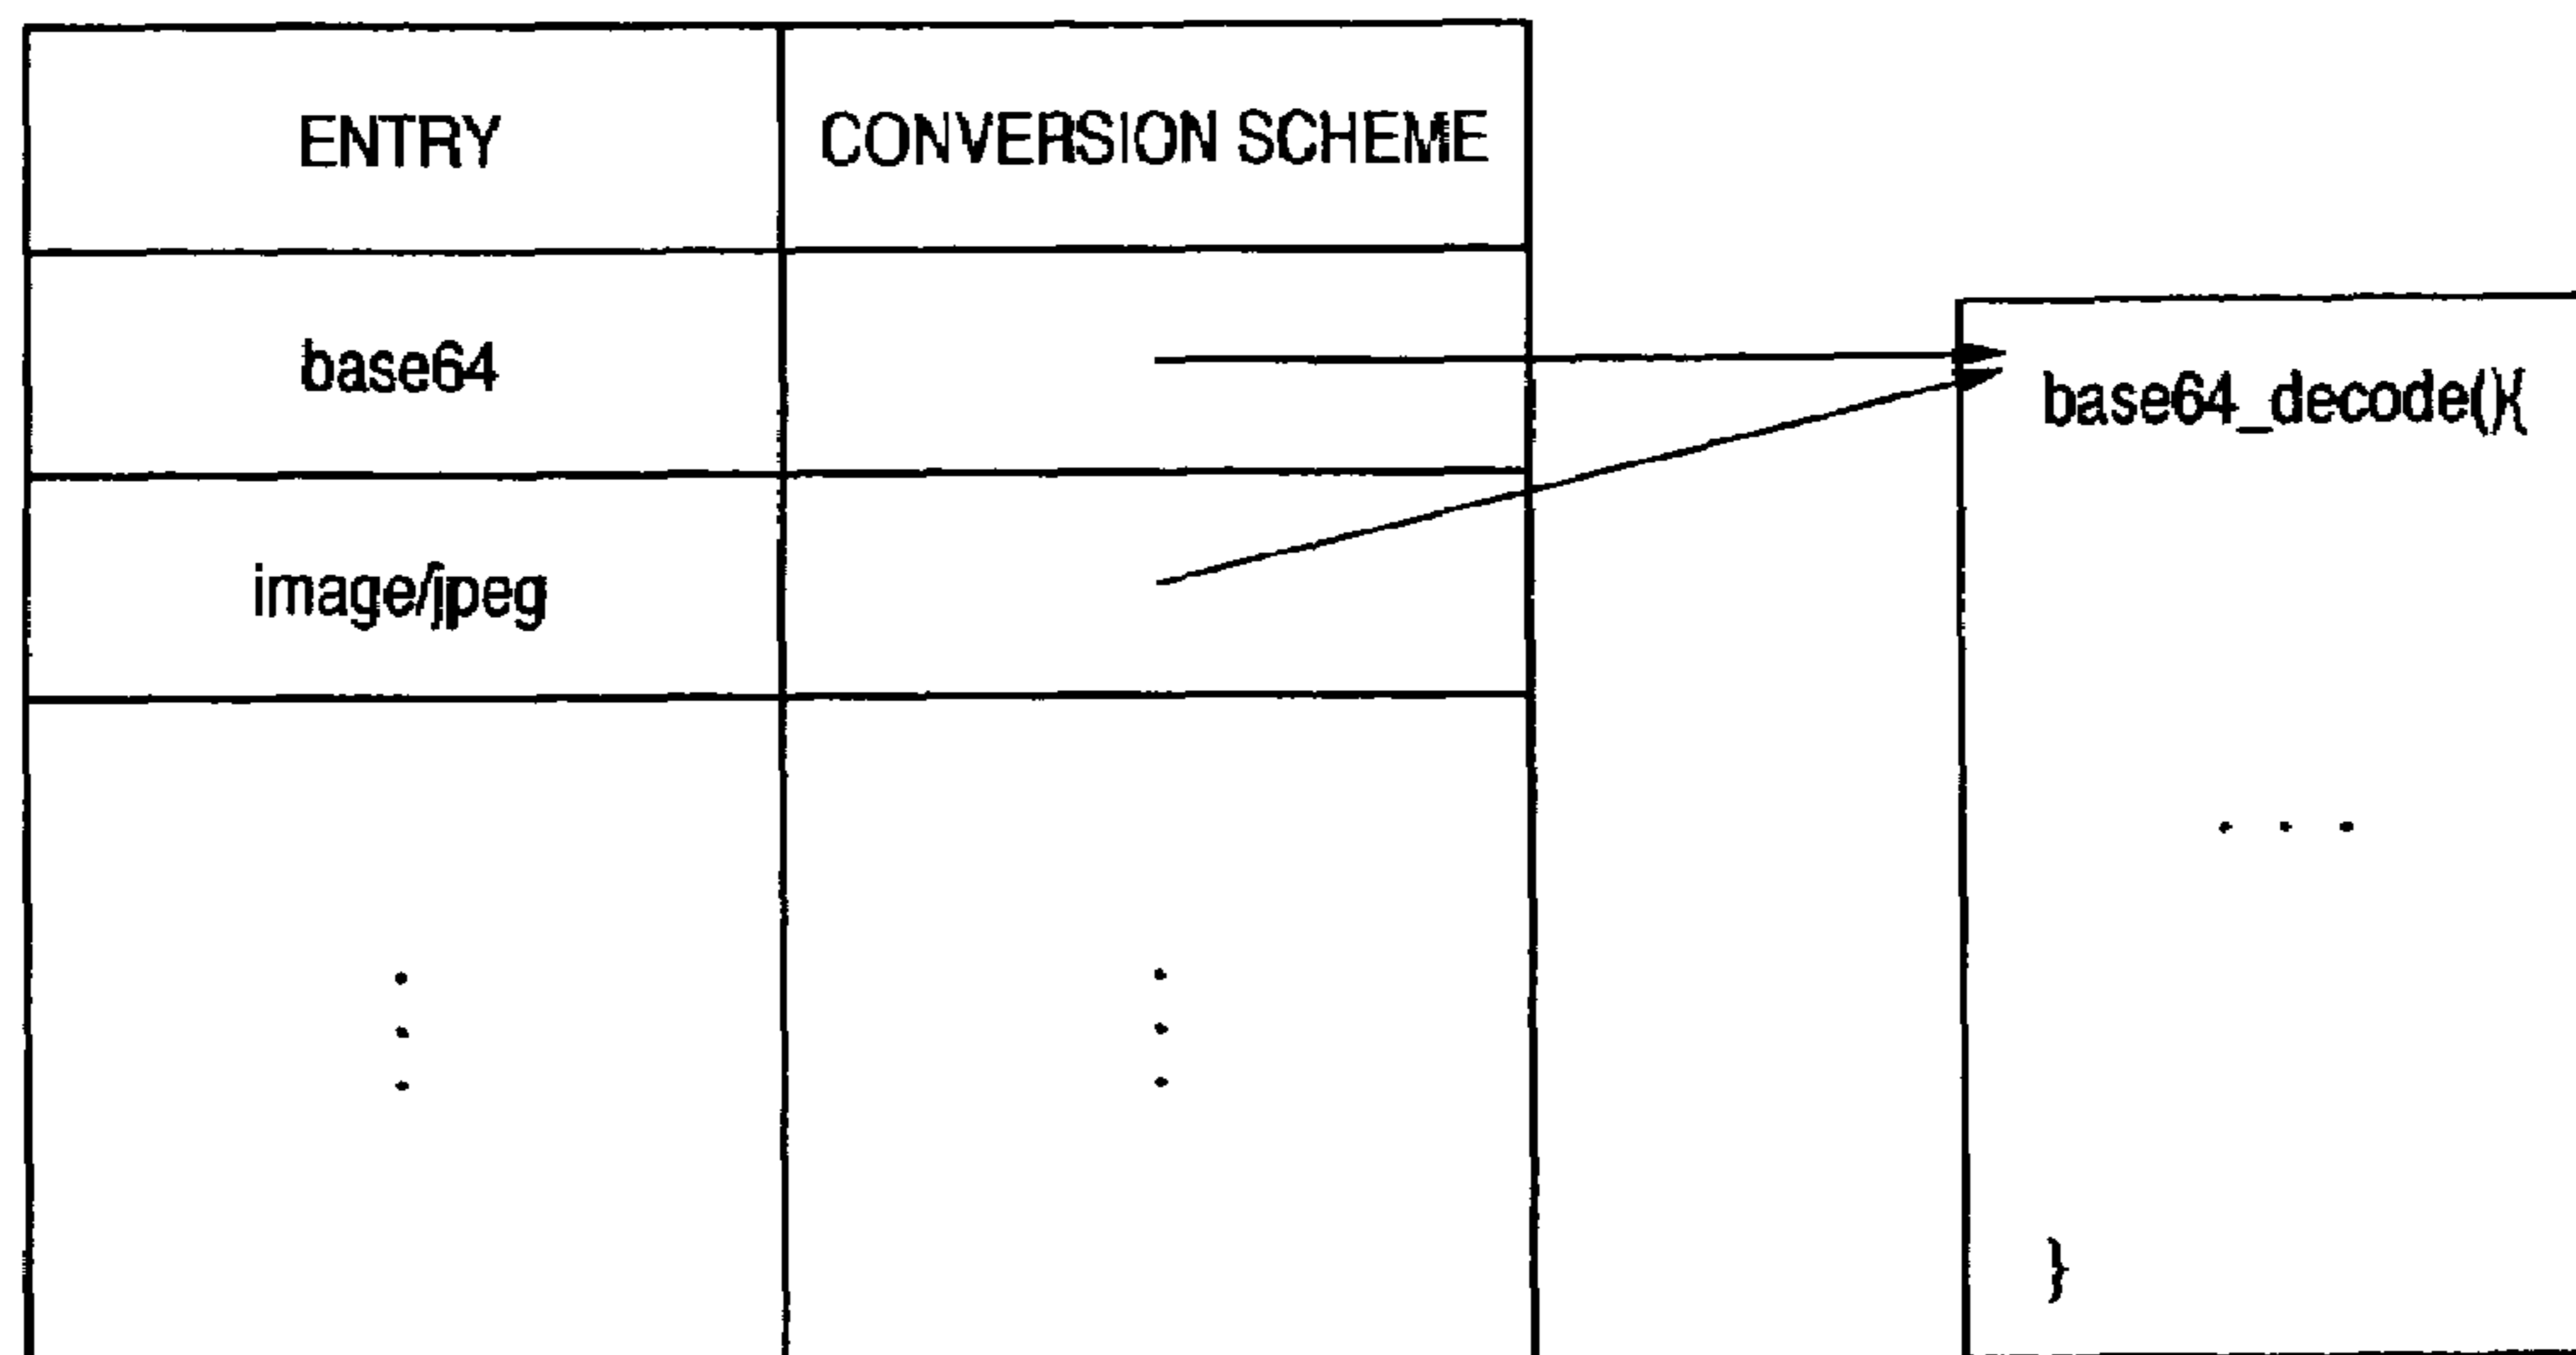 ENTRY CONVERSION SCHEME
base64
base64_decode(){
image/jpeg
. . .
.
.
.
.
.
.
}